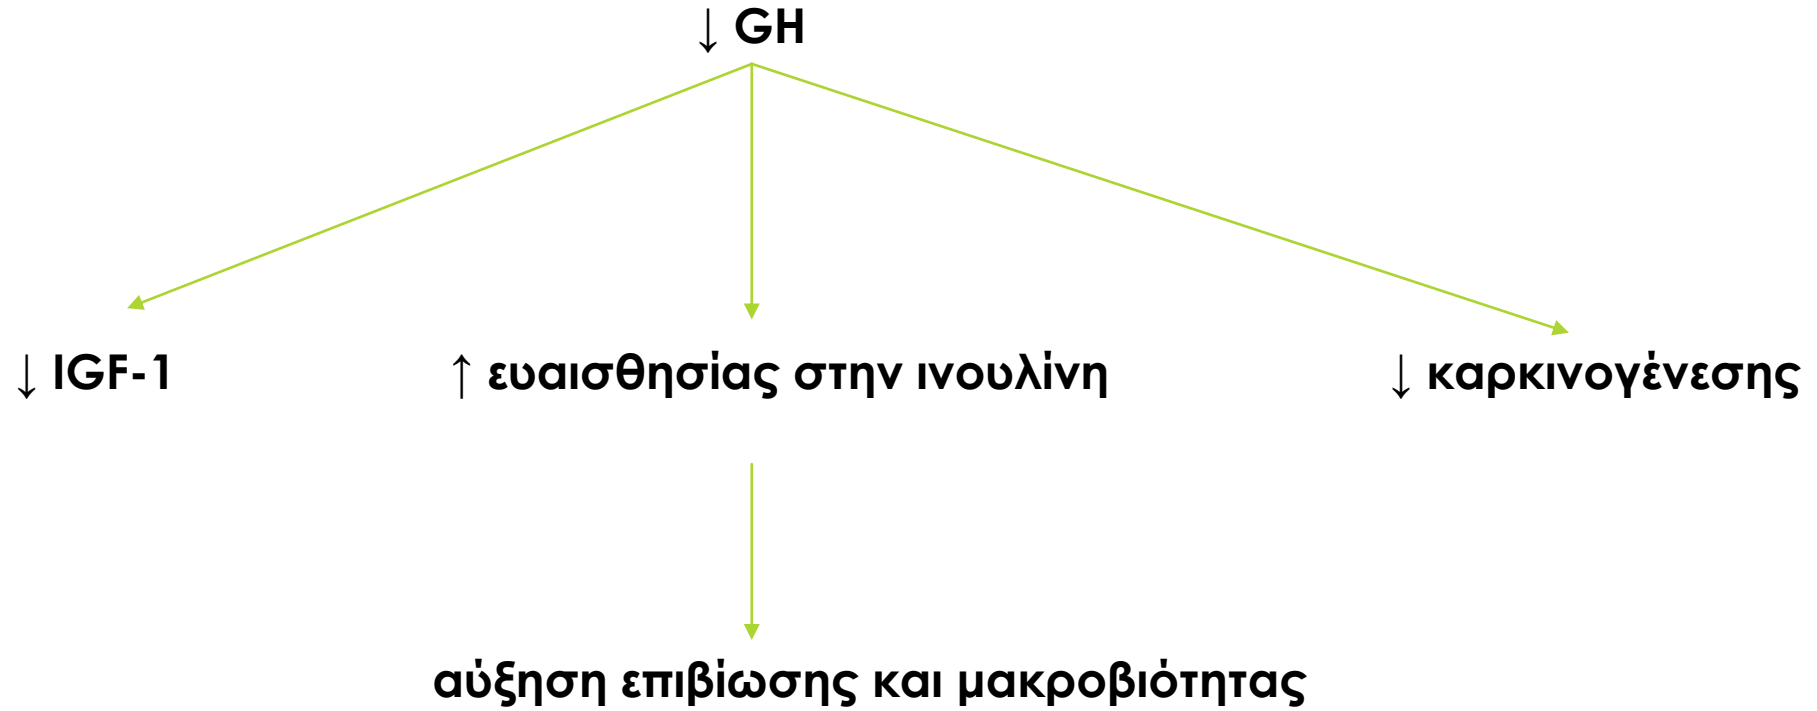 ↓ GH
↓ IGF-1
↑ ευαισθησίας στην ινουλίνη
↓ καρκινογένεσης
αύξηση επιβίωσης και μακροβιότητας